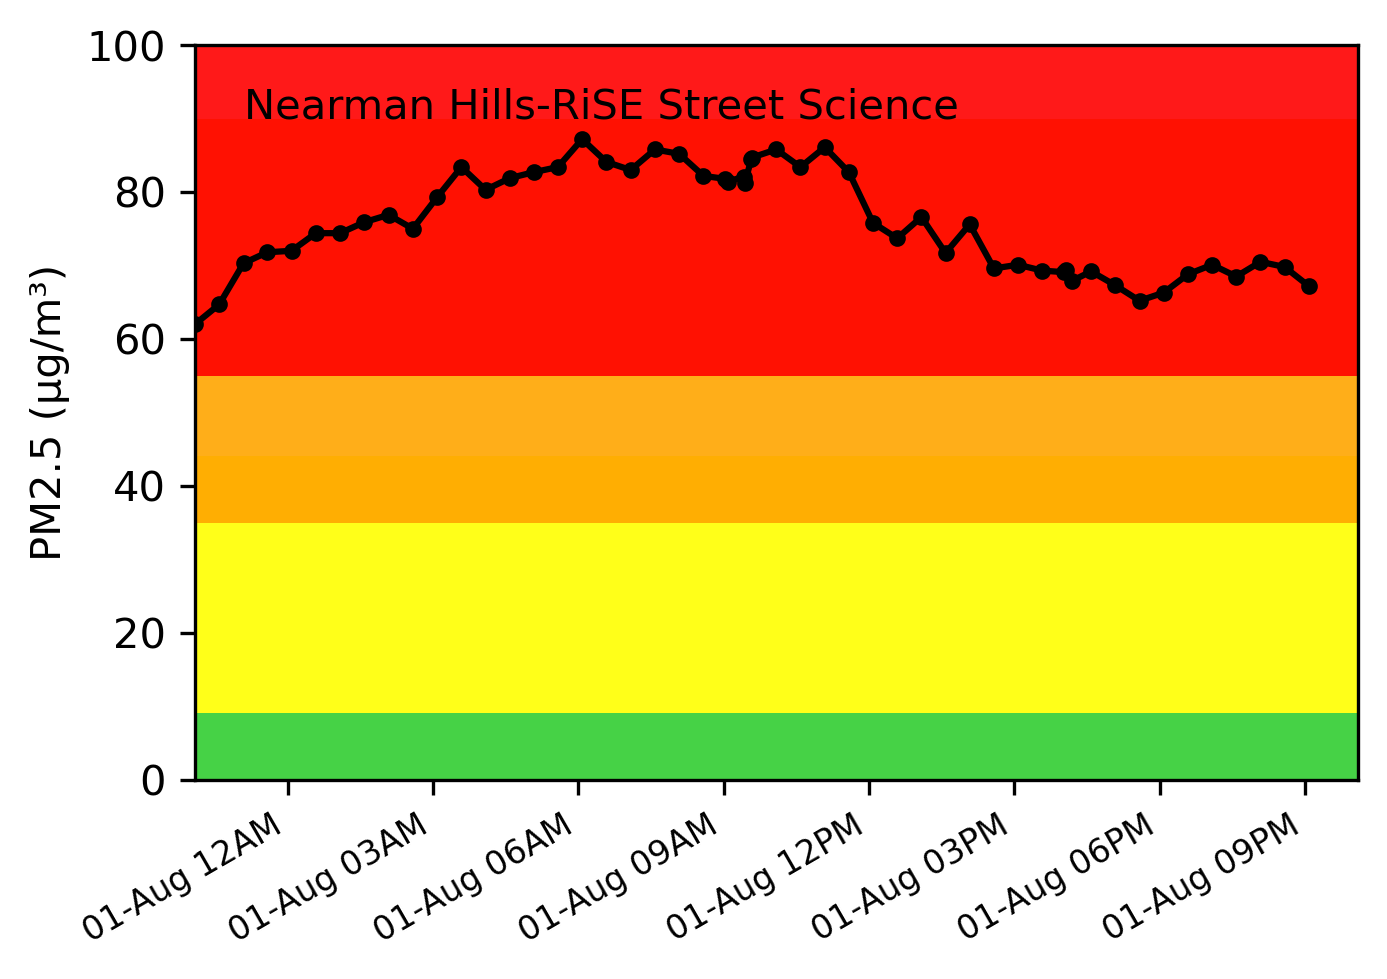 Nearman Hills-RiSE Street Science
PM2.5 (µg/m³)
100
80
60
40
20
0
01-Aug 12AM
01-Aug 03AM
01-Aug 06AM
01-Aug 09AM
01-Aug 12PM
01-Aug 03PM
01-Aug 06PM
01-Aug 09PM